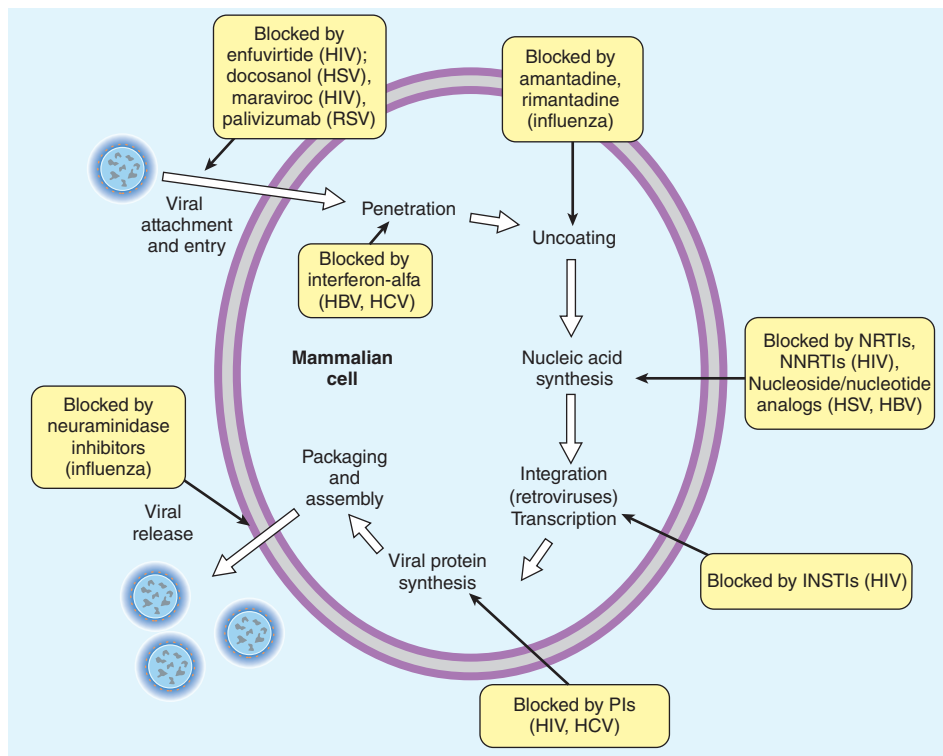 Blocked by
enfuvirtide (HIV);
docosanol (HSV),
maraviroc (HIV),
palivizumab (RSV)
Blocked by
amantadine,
rimantadine
(influenza)
Viral
attachment
and entry
Penetration
Uncoating
Blocked by
interferon-alfa
(HBV, HCV)
Mammalian
cell
Nucleic acid
synthesis
Blocked by NRTIs,
NNRTIs (HIV),
Nucleoside/nucleotide
analogs (HSV, HBV)
Blocked by
neuraminidase
inhibitors
(influenza)
Packaging
and
assembly
Integration
(retroviruses)
Transcription
Viral
release
Viral protein
synthesis
Blocked by INSTIs (HIV)
Blocked by PIs
(HIV, HCV)